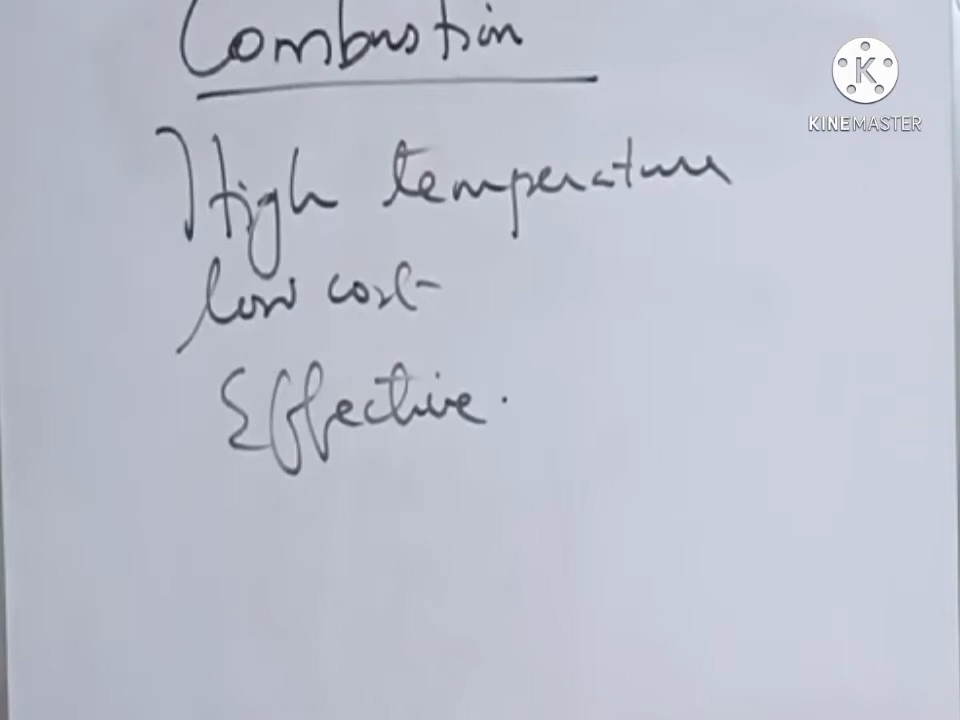 Combustion
High temperature
low cost
Effective.
K
KINEMASTER